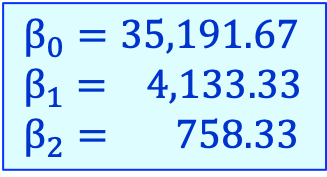 β₀ = 35,191.67
β₁ = 4,133.33
β₂ = 758.33